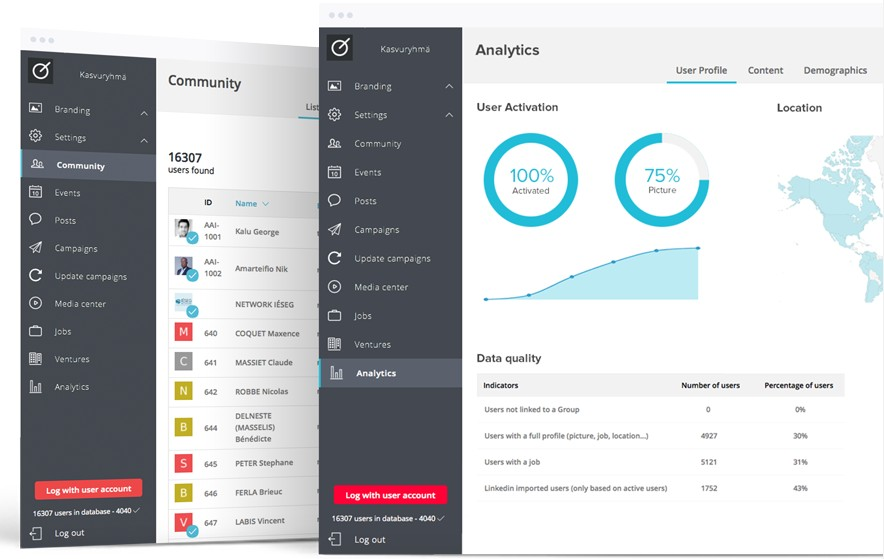 Kasvuryhmä
Branding
Settings
Community
Events
10
Posts
Campaigns
Update campaigns
Media center
Jobs
Ventures
Analytics
Log with user account
16307 users in database - 4040
Log out
Community
List
16307
users found
ID Name
AAI-
1001
Kalu George
AAI-
1002
Amarteifio Nik
NETWORK IÉSEG
M 640 COQUET Maxence
C 641 MASSIET Claude
N 642 ROBBE Nicolas
B 644
DELNESTE
(MASSELIS)
Bénédicte
S 645 PETER Stephane
B 646 FERLA Brieuc
V 647 LABIS Vincent
Kasvuryhmä
Branding
Settings
Community
Events
10
Posts
Campaigns
Update campaigns
Media center
Jobs
Ventures
Analytics
Log with user account
16307 users in database - 4040
Log out
Analytics
User Profile Content Demographics
User Activation
Location
100%
Activated
75%
Picture
Data quality
Indicators Number of users Percentage of users
Users not linked to a Group 0 0%
Users with a full profile (picture, job, location...) 4927 30%
Users with a job 5121 31%
Linkedin imported users (only based on active users) 1752 43%